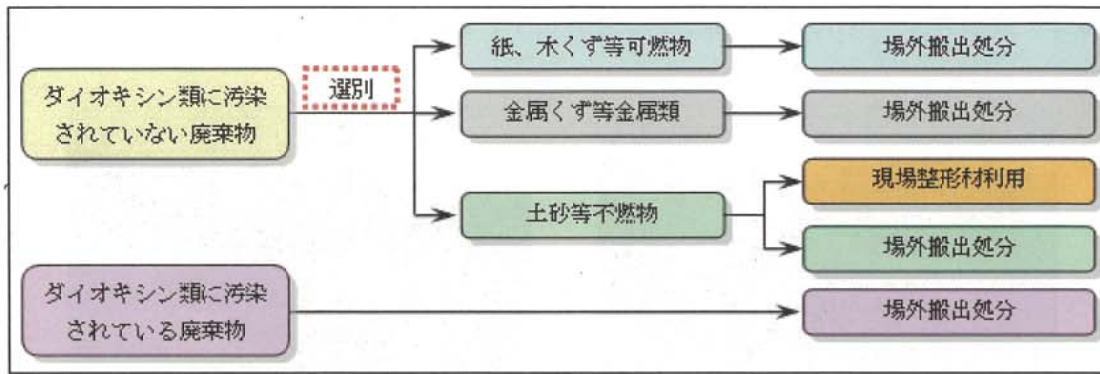 ダイオキシン類に汚染
されていない廃棄物
選別
紙、木くず等可燃物
場外搬出処分
金属くず等金属類
場外搬出処分
土砂等不燃物
現場整形材利用
場外搬出処分
ダイオキシン類に汚染
されている廃棄物
場外搬出処分